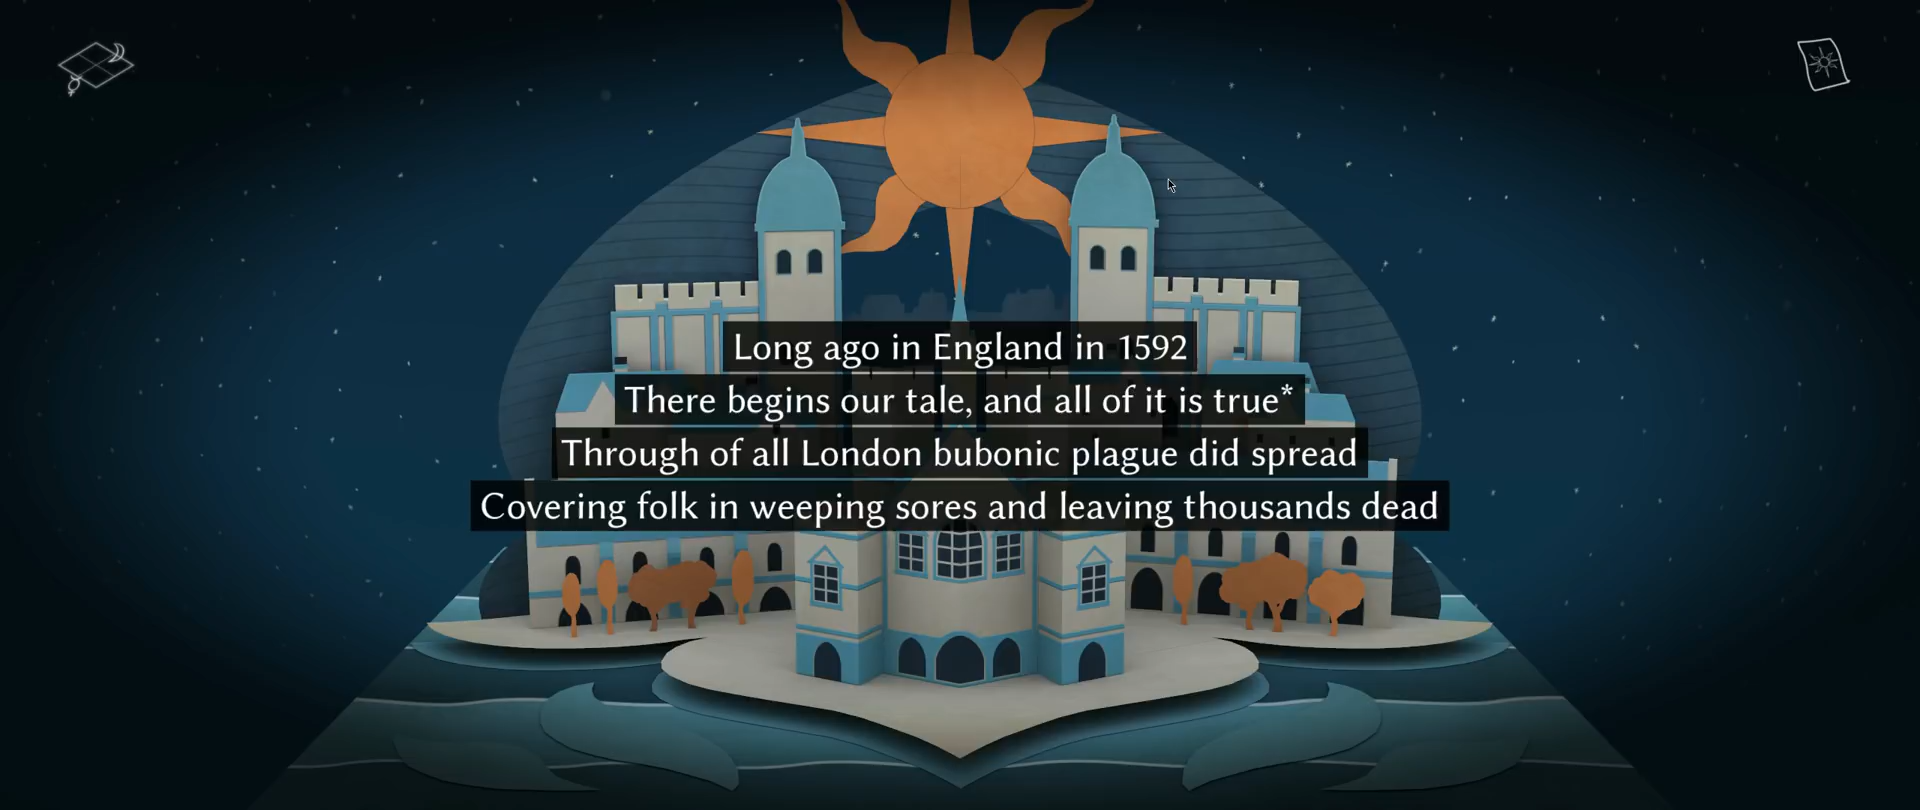 Long ago in England in 1592
There begins our tale, and all of it is true*
Through of all London bubonic plague did spread
Covering folk in weeping sores and leaving thousands dead